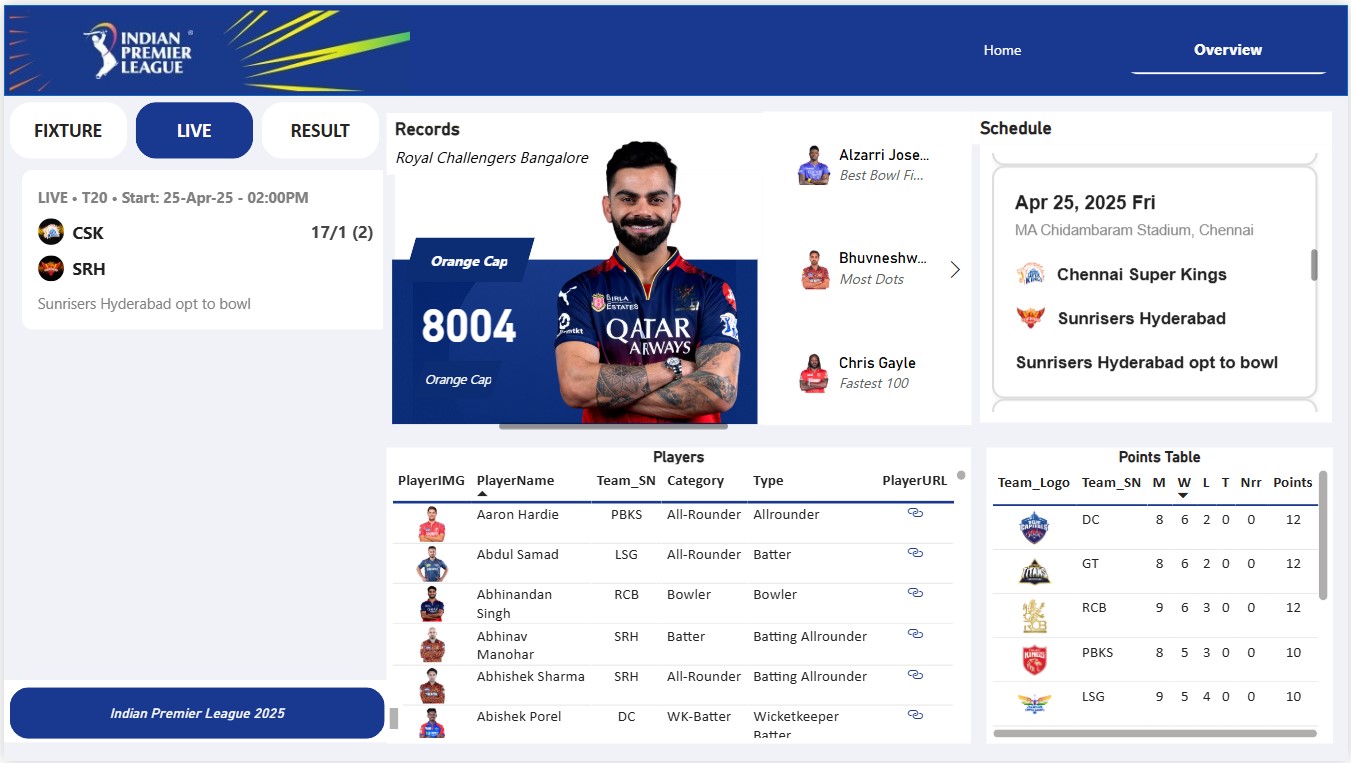 INDIAN
PREMIER
LEAGUE
Home
Overview
FIXTURE
LIVE
RESULT
LIVE • T20 • Start: 25-Apr-25 - 02:00PM
CSK 17/1 (2)
SRH
Sunrisers Hyderabad opt to bowl
Indian Premier League 2025
Records
Royal Challengers Bangalore
Orange Cap
8004
Orange Cap
BIRLA
ESTATES
QATAR
AIRWAYS
Alzarri Jose...
Best Bowl Fi...
Bhuvneshw...
Most Dots
Chris Gayle
Fastest 100
Schedule
Apr 25, 2025 Fri
MA Chidambaram Stadium, Chennai
Chennai Super Kings
Sunrisers Hyderabad
Sunrisers Hyderabad opt to bowl
Players
PlayerIMG PlayerName Team_SN Category Type PlayerURL
Aaron Hardie PBKS All-Rounder Allrounder
Abdul Samad LSG All-Rounder Batter
Abhinandan RCB Bowler Bowler
Singh
Abhinav SRH Batter Batting Allrounder
Manohar
Abhishek Sharma SRH All-Rounder Batting Allrounder
Abishek Porel DC WK-Batter Wicketkeeper
Batter
Points Table
Team_Logo Team_SN M W L T Nrr Points
DC 8 6 2 0 0 12
GT 8 6 2 0 0 12
RCB 9 6 3 0 0 12
PBKS 8 5 3 0 0 10
LSG 9 5 4 0 0 10